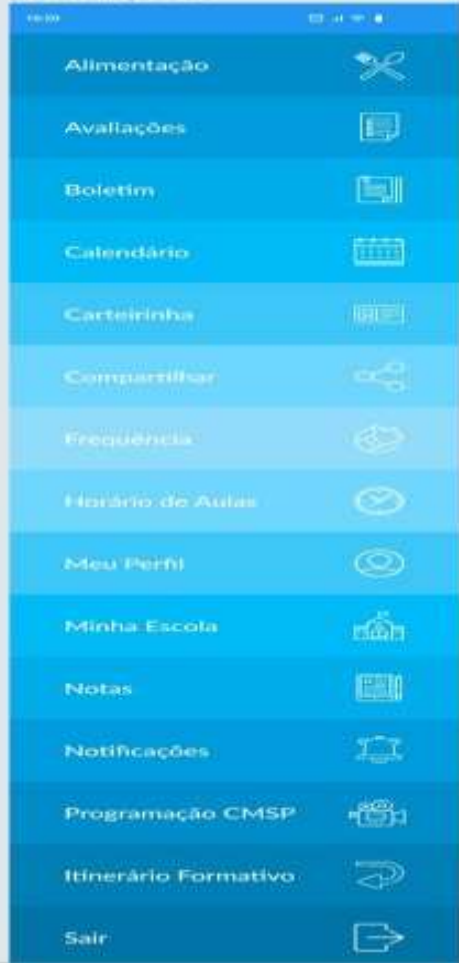 Alimentação
Avaliações
Boletim
Calendário
Carteirinha
Compartilhar
Frequência
Horário de Aulas
Meu Perfil
Minha Escola
Notas
Notificações
Programação CMSP
Itinerário Formativo
Sair